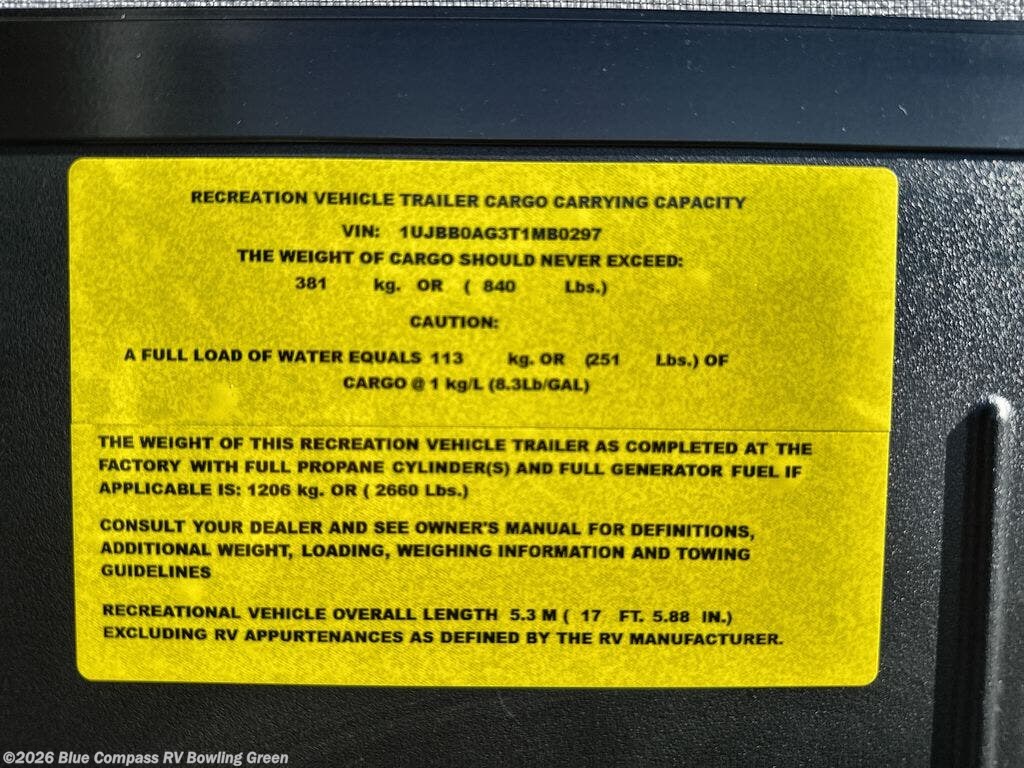 RECREATION VEHICLE TRAILER CARGO CARRYING CAPACITY
VIN: 1UJBB0AG3T1MB0297
THE WEIGHT OF CARGO SHOULD NEVER EXCEED:
381 kg. OR ( 840 Lbs.)
CAUTION:
A FULL LOAD OF WATER EQUALS 113 kg. OR (251 Lbs.) OF
CARGO @ 1 kg/L (8.3Lb/GAL)
THE WEIGHT OF THIS RECREATION VEHICLE TRAILER AS COMPLETED AT THE
FACTORY WITH FULL PROPANE CYLINDER(S) AND FULL GENERATOR FUEL IF
APPLICABLE IS: 1206 kg. OR ( 2660 Lbs.)
CONSULT YOUR DEALER AND SEE OWNER'S MANUAL FOR DEFINITIONS,
ADDITIONAL WEIGHT, LOADING, WEIGHING INFORMATION AND TOWING
GUIDELINES
RECREATIONAL VEHICLE OVERALL LENGTH 5.3 M ( 17 FT. 5.88 IN.)
EXCLUDING RV APPURTENANCES AS DEFINED BY THE RV MANUFACTURER.
©2026 Blue Compass RV Bowling Green